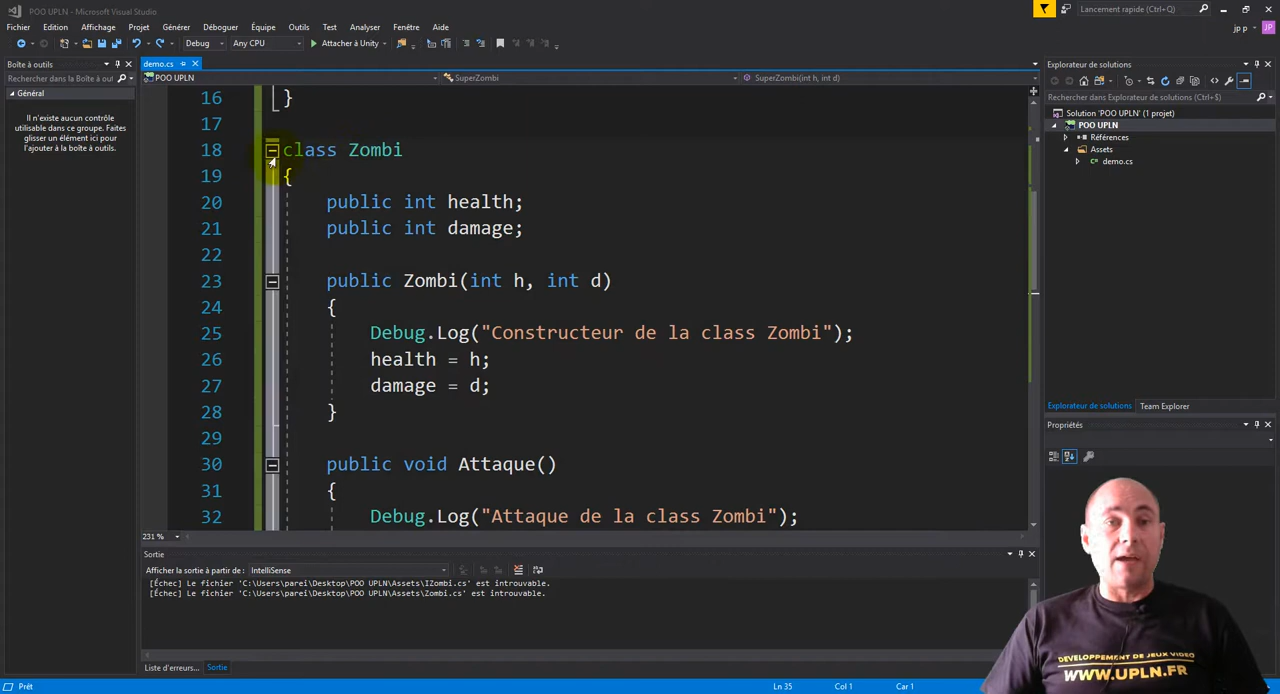 POO UPLN - Microsoft Visual Studio
Lancement rapide (Ctrl+Q)
Fichier Edition Affichage Projet Générer Déboguer Équipe Outils Test Analyser Fenêtre Aide
jp p JP
Debug Any CPU Attacher à Unity
Boîte à outils
Rechercher dans la Boîte à outils
Général
Il n'existe aucun contrôle
utilisable dans ce groupe. Faites
glisser un élément ici pour
l'ajouter à la boîte à outils.
demo.cs
POO UPLN SuperZombi SuperZombi(int h, int d)
16 }
17
18 class Zombi
19 {
20 public int health;
21 public int damage;
22
23 public Zombi(int h, int d)
24 {
25 Debug.Log("Constructeur de la class Zombi");
26 health = h;
27 damage = d;
28 }
29
30 public void Attaque()
31 {
32 Debug.Log("Attaque de la class Zombi");
231 %
Sortie
Afficher la sortie à partir de : IntelliSense
[Échec] Le fichier 'C:\Users\parei\Desktop\POO UPLN\Assets\IZombi.cs' est introuvable.
[Échec] Le fichier 'C:\Users\parei\Desktop\POO UPLN\Assets\Zombi.cs' est introuvable.
Liste d'erreurs... Sortie
Explorateur de solutions
Rechercher dans Explorateur de solutions (Ctrl+$)
Solution 'POO UPLN' (1 projet)
POO UPLN
Références
Assets
demo.cs
Explorateur de solutions Team Explorer
Propriétés
DEVELOPPEMENT DE JEUX VIDEO
WWW.UPLN.FR
Prêt Ln 35 Col 1 Car 1